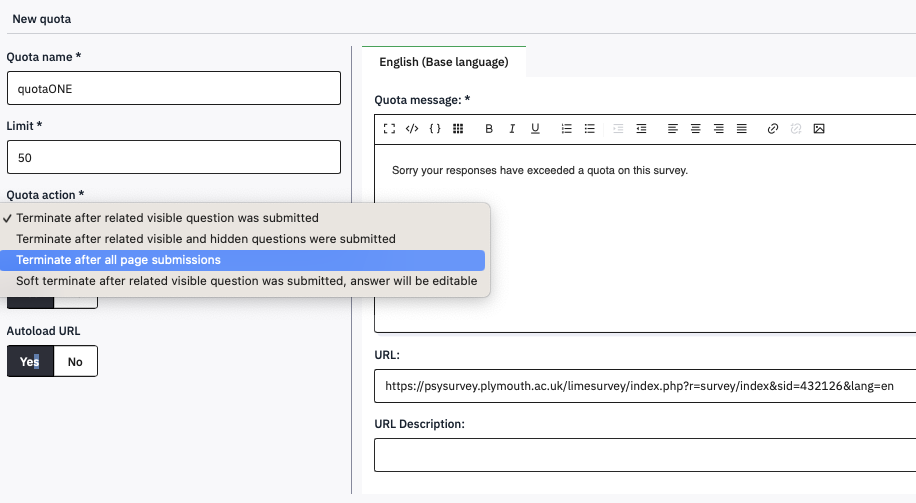 New quota
Quota name *
quotaONE
Limit *
50
Quota action *
✓ Terminate after related visible question was submitted
Terminate after related visible and hidden questions were submitted
Terminate after all page submissions
Soft terminate after related visible question was submitted, answer will be editable
Autoload URL
Yes No
English (Base language)
Quota message: *
B I U
Sorry your responses have exceeded a quota on this survey.
URL:
https://psysurvey.plymouth.ac.uk/limesurvey/index.php?r=survey/index&sid=432126&lang=en
URL Description: